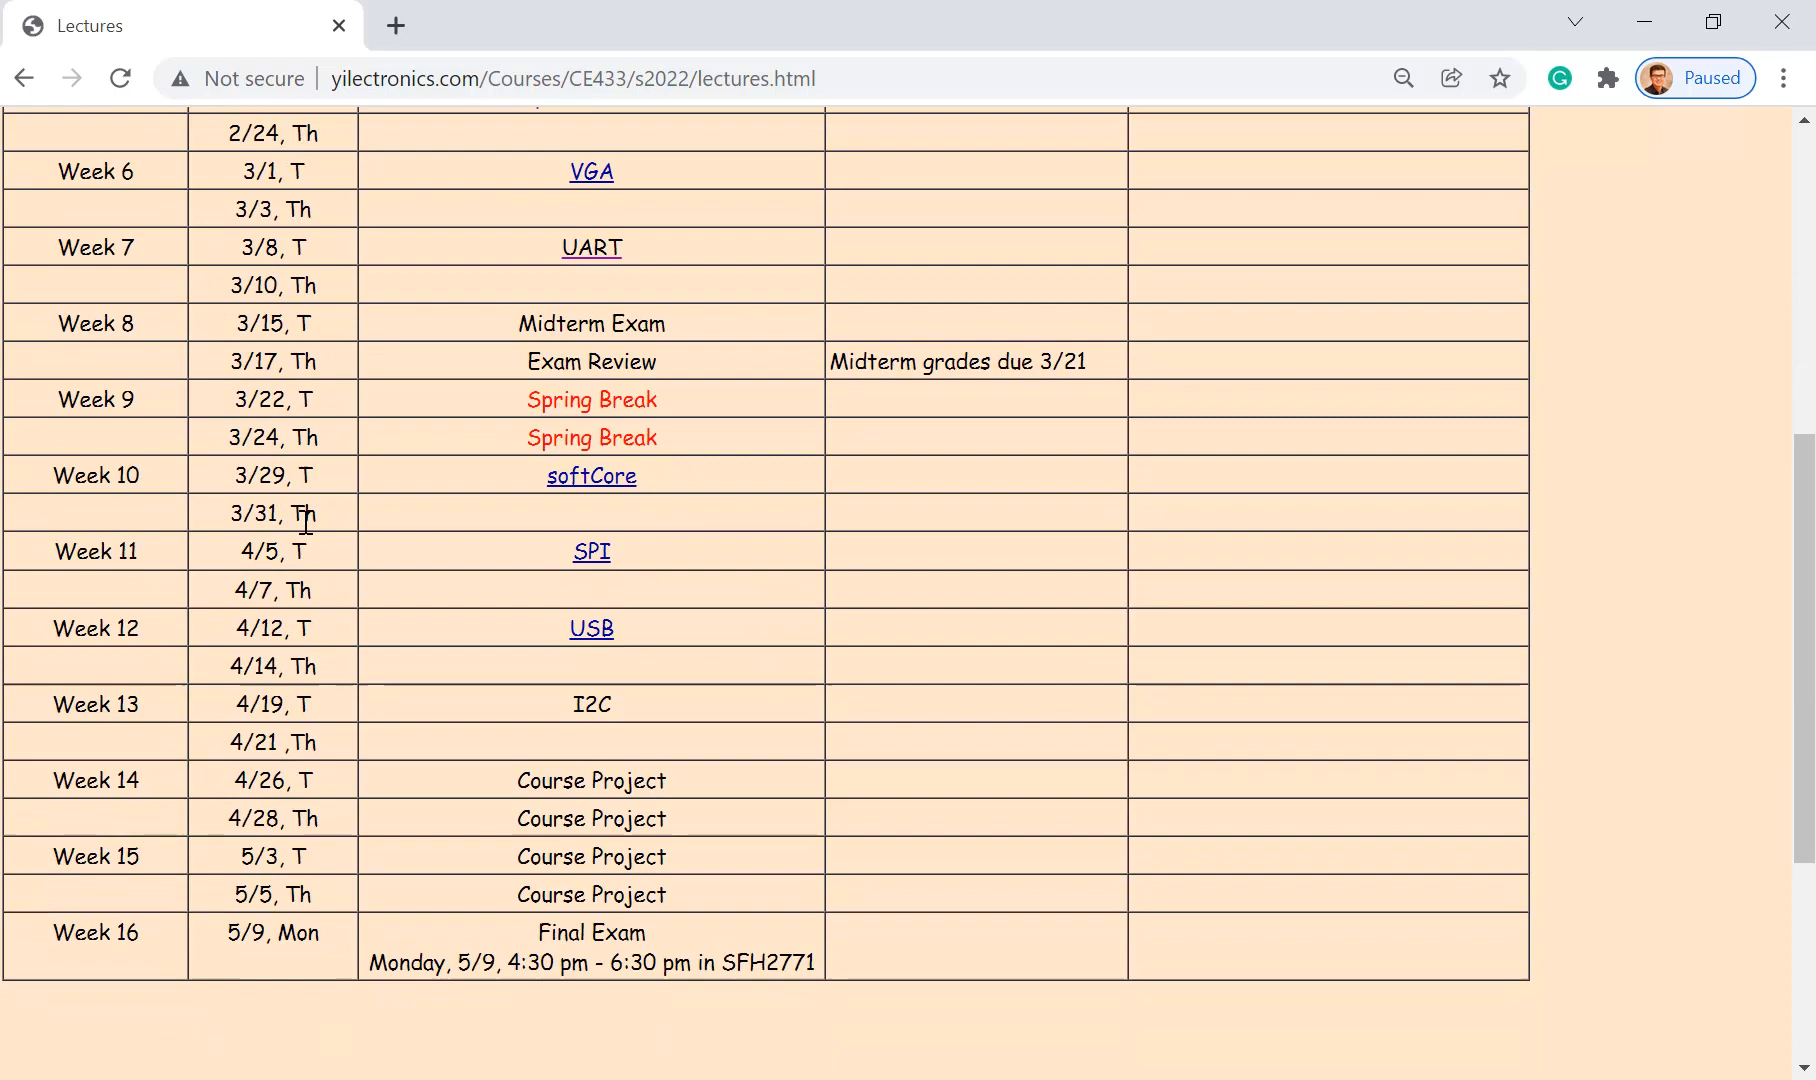 Lectures
Not secure
yilectronics.com/Courses/CE433/s2022/lectures.html
Paused
2/24, Th
Week 6 3/1, T VGA
3/3, Th
Week 7 3/8, T UART
3/10, Th
Week 8 3/15, T Midterm Exam
3/17, Th Exam Review Midterm grades due 3/21
Week 9 3/22, T Spring Break
3/24, Th Spring Break
Week 10 3/29, T softCore
3/31, Th
Week 11 4/5, T SPI
4/7, Th
Week 12 4/12, T USB
4/14, Th
Week 13 4/19, T I2C
4/21 ,Th
Week 14 4/26, T Course Project
4/28, Th Course Project
Week 15 5/3, T Course Project
5/5, Th Course Project
Week 16 5/9, Mon Final Exam
Monday, 5/9, 4:30 pm - 6:30 pm in SFH2771